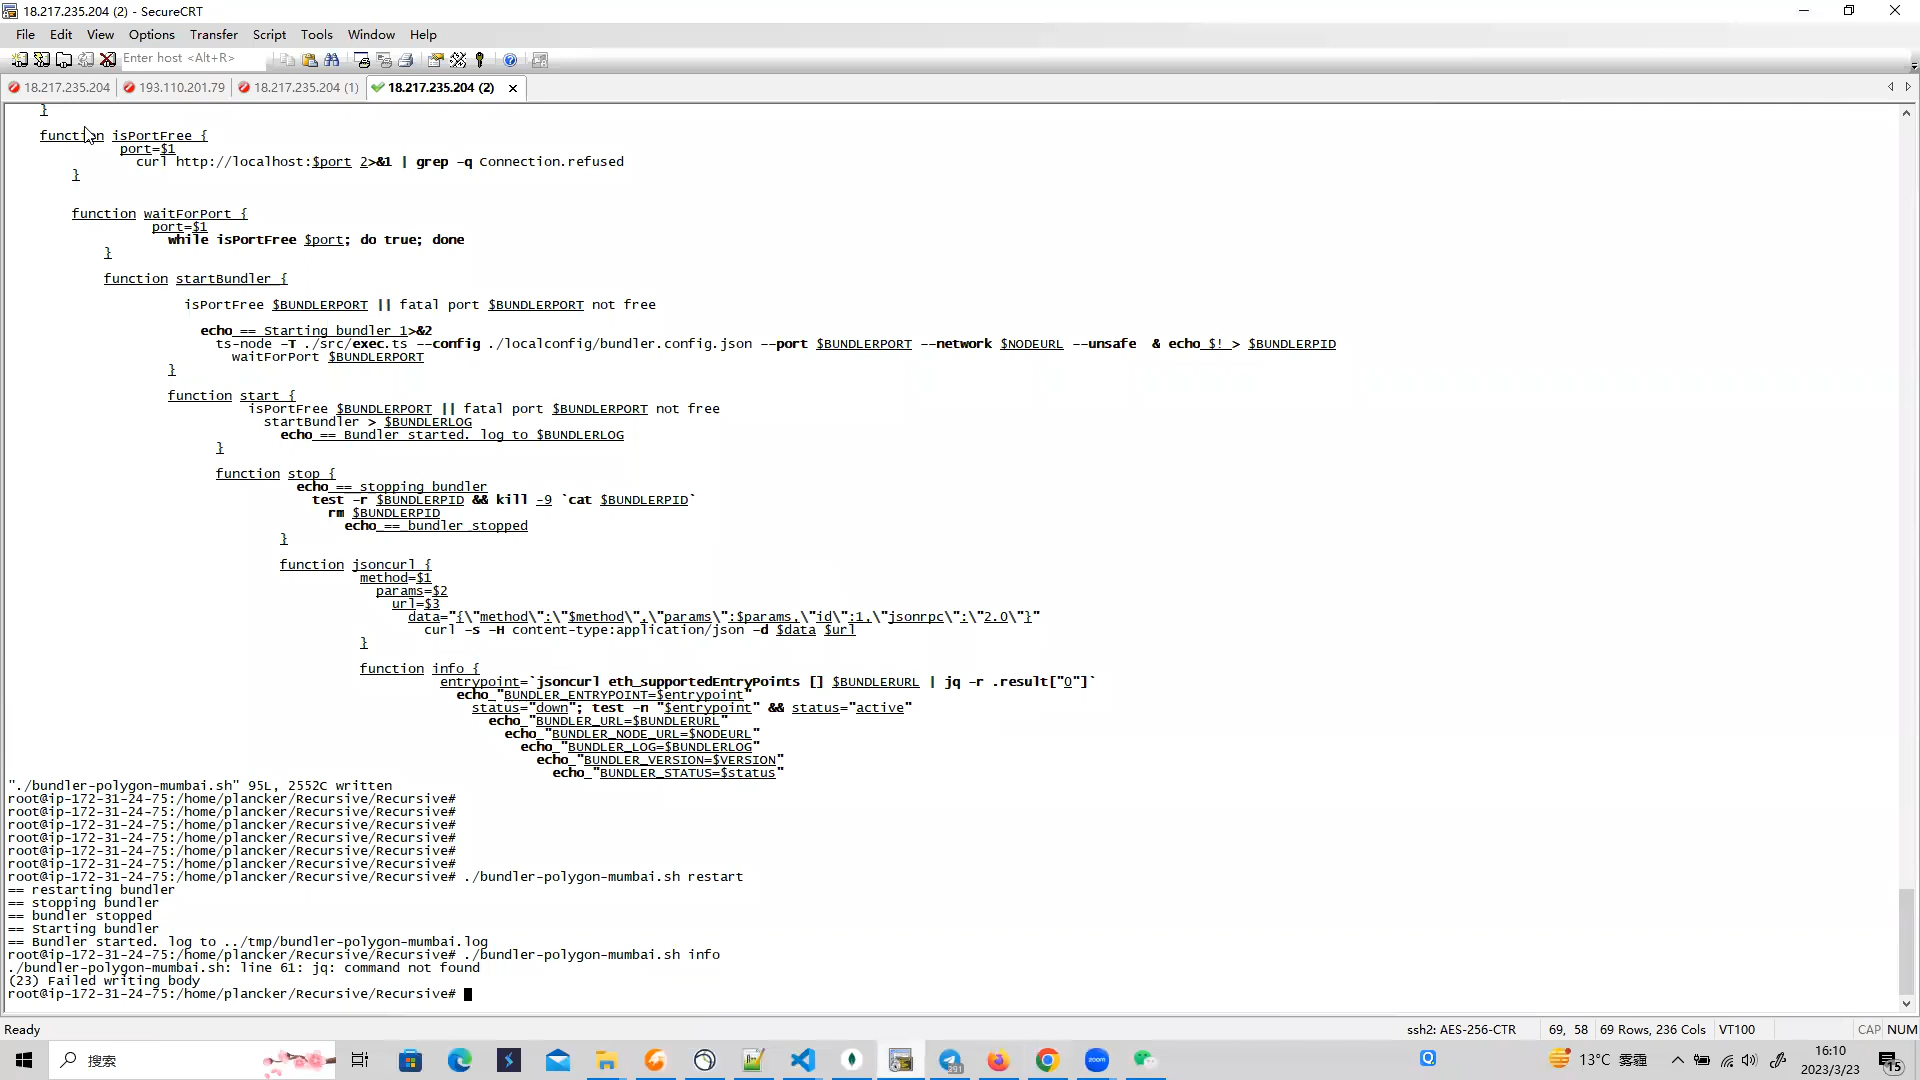 18.217.235.204 (2) - SecureCRT
File Edit View Options Transfer Script Tools Window Help
Enter host <Alt+R>
18.217.235.204 193.110.201.79 18.217.235.204 (1) 18.217.235.204 (2)
}
function isPortFree {
port=$1
curl http://localhost:$port 2>&1 | grep -q Connection.refused
}
function waitForPort {
port=$1
while isPortFree $port; do true; done
}
function startBundler {
isPortFree $BUNDLERPORT || fatal port $BUNDLERPORT not free
echo == Starting bundler 1>&2
ts-node -T ./src/exec.ts --config ./localconfig/bundler.config.json --port $BUNDLERPORT --network $NODEURL --unsafe & echo $! > $BUNDLERPID
waitForPort $BUNDLERPORT
}
function start {
isPortFree $BUNDLERPORT || fatal port $BUNDLERPORT not free
startBundler > $BUNDLERLOG
echo == Bundler started. log to $BUNDLERLOG
}
function stop {
echo == stopping bundler
test -r $BUNDLERPID && kill -9 `cat $BUNDLERPID`
rm $BUNDLERPID
echo == bundler stopped
}
function jsoncurl {
method=$1
params=$2
url=$3
data="{\"method\":\"$method\",\"params\":$params,\"id\":1,\"jsonrpc\":\"2.0\"}"
curl -s -H content-type:application/json -d $data $url
}
function info {
entrypoint=`jsoncurl eth_supportedEntryPoints [] $BUNDLERURL | jq -r .result["0"]`
echo "BUNDLER_ENTRYPOINT=$entrypoint"
status="down"; test -n "$entrypoint" && status="active"
echo "BUNDLER_URL=$BUNDLERURL"
echo "BUNDLER_NODE_URL=$NODEURL"
echo "BUNDLER_LOG=$BUNDLERLOG"
echo "BUNDLER_VERSION=$VERSION"
echo "BUNDLER_STATUS=$status"
"./bundler-polygon-mumbai.sh" 95L, 2552C written
root@ip-172-31-24-75:/home/plancker/Recursive/Recursive#
root@ip-172-31-24-75:/home/plancker/Recursive/Recursive#
root@ip-172-31-24-75:/home/plancker/Recursive/Recursive#
root@ip-172-31-24-75:/home/plancker/Recursive/Recursive#
root@ip-172-31-24-75:/home/plancker/Recursive/Recursive#
root@ip-172-31-24-75:/home/plancker/Recursive/Recursive#
root@ip-172-31-24-75:/home/plancker/Recursive/Recursive# ./bundler-polygon-mumbai.sh restart
== restarting bundler
== stopping bundler
== bundler stopped
== Starting bundler
== Bundler started. log to ../tmp/bundler-polygon-mumbai.log
root@ip-172-31-24-75:/home/plancker/Recursive/Recursive# ./bundler-polygon-mumbai.sh info
./bundler-polygon-mumbai.sh: line 61: jq: command not found
(23) Failed writing body
root@ip-172-31-24-75:/home/plancker/Recursive/Recursive#
Ready ssh2: AES-256-CTR 69, 58 69 Rows, 236 Cols VT100 CAP NUM
搜索 391 zoom 13°C 雾霾 16:10 15
2023/3/23